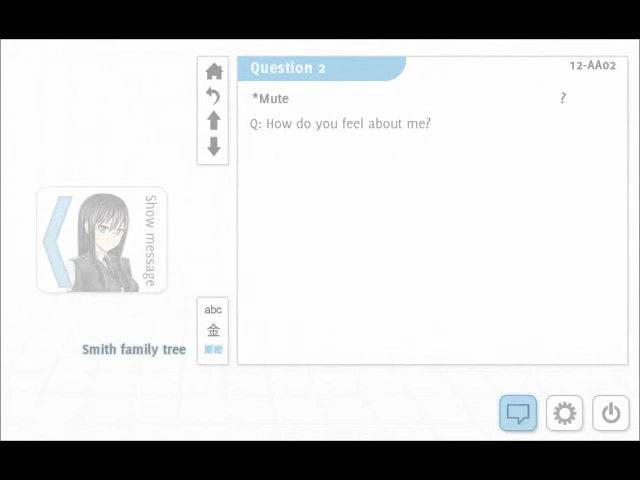 Question 2
12-AA02
*Mute
?
Q: How do you feel about me?
Show message
abc
金
Smith family tree